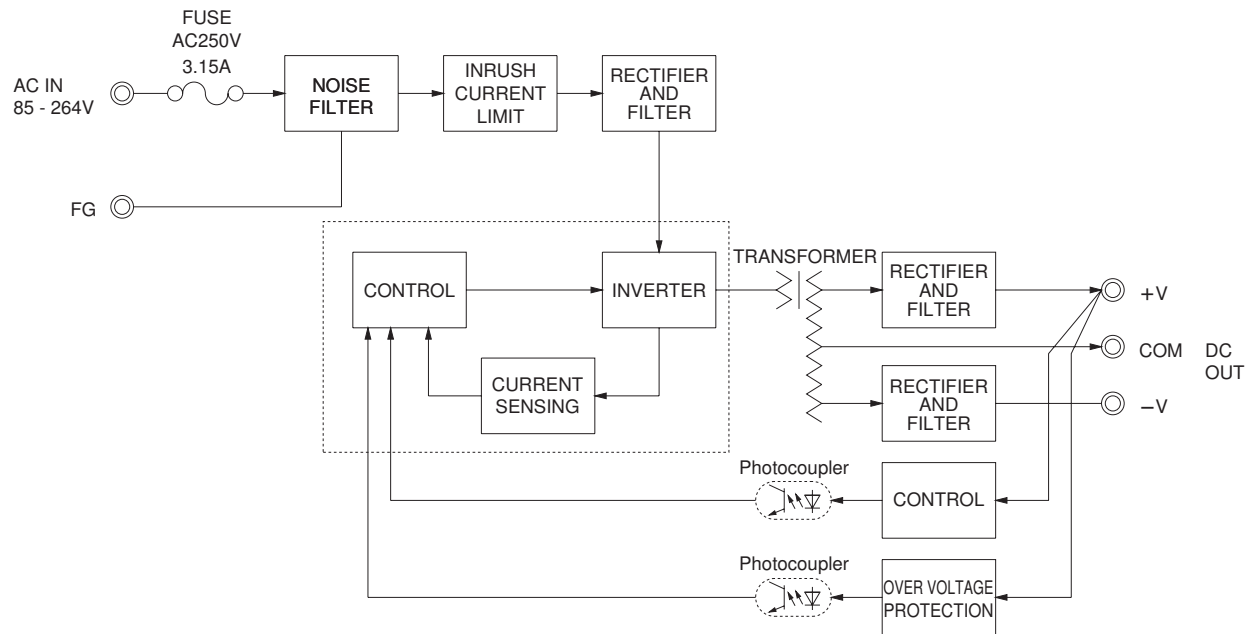 FUSE
AC250V
3.15A
AC IN
85 - 264V
NOISE
FILTER
INRUSH
CURRENT
LIMIT
RECTIFIER
AND
FILTER
FG
CONTROL
INVERTER
TRANSFORMER
RECTIFIER
AND
FILTER
+V
CURRENT
SENSING
COM
DC
OUT
RECTIFIER
AND
FILTER
−V
Photocoupler
CONTROL
Photocoupler
OVER VOLTAGE
PROTECTION